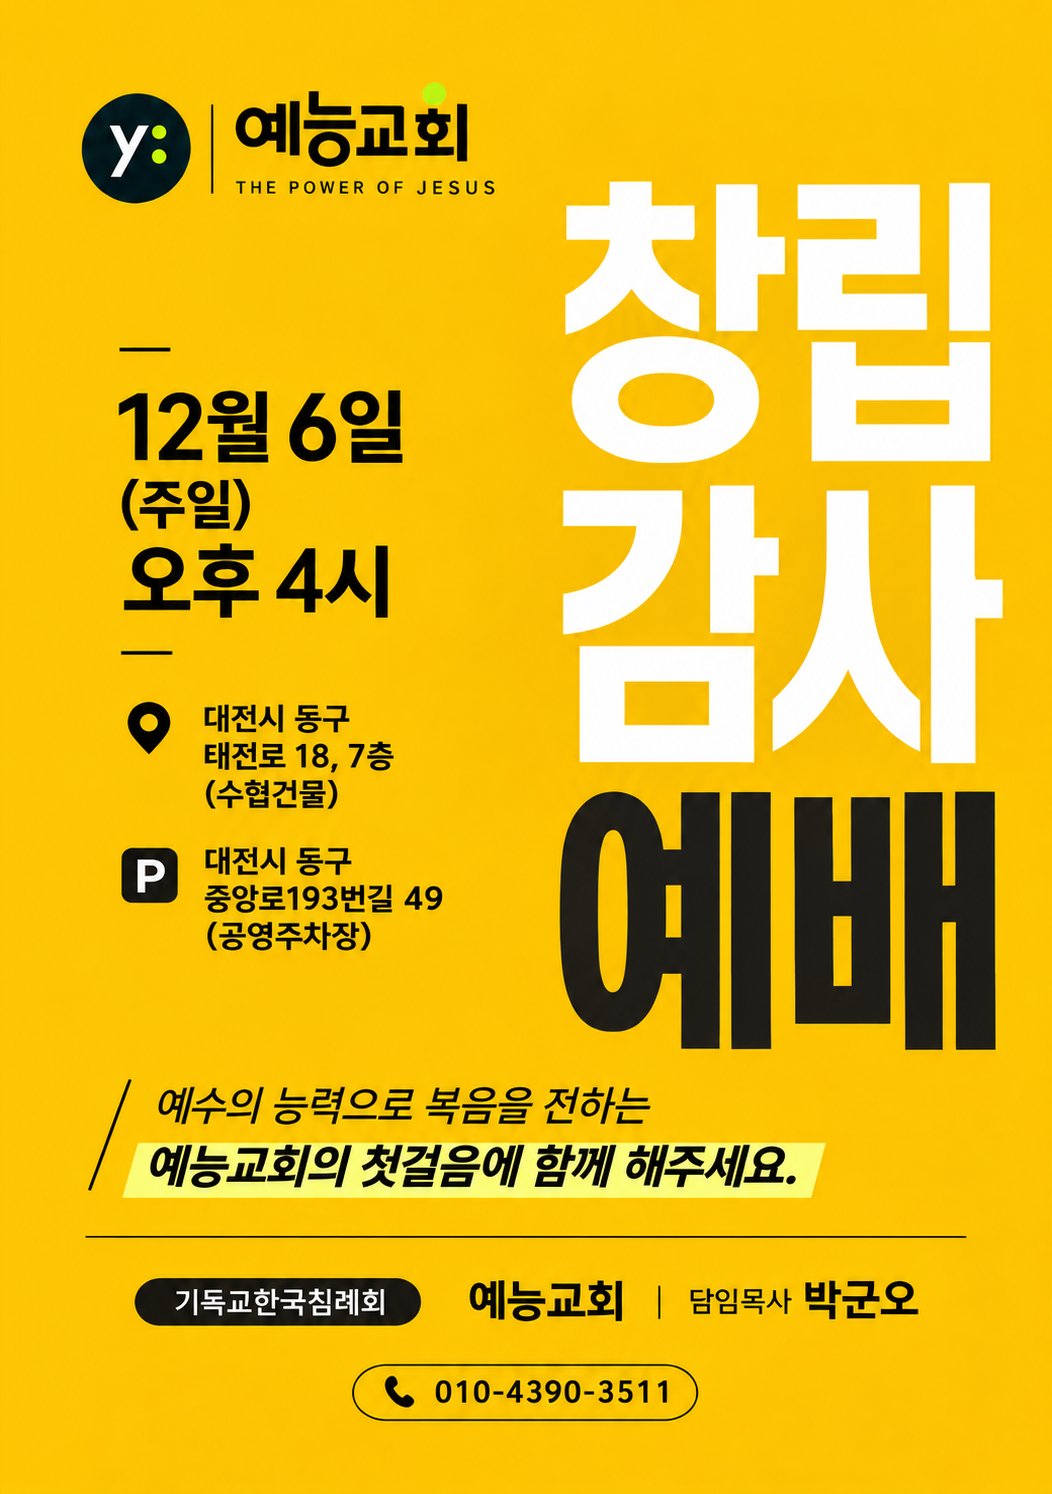 y:
예능교회
THE POWER OF JESUS
창립
감사
예배
12월 6일
(주일)
오후 4시
대전시 동구
태전로 18, 7층
(수협건물)
P
대전시 동구
중앙로193번길 49
(공영주차장)
예수의 능력으로 복음을 전하는
예능교회의 첫걸음에 함께 해주세요.
기독교한국침례회 예능교회 | 담임목사 박군오
010-4390-3511